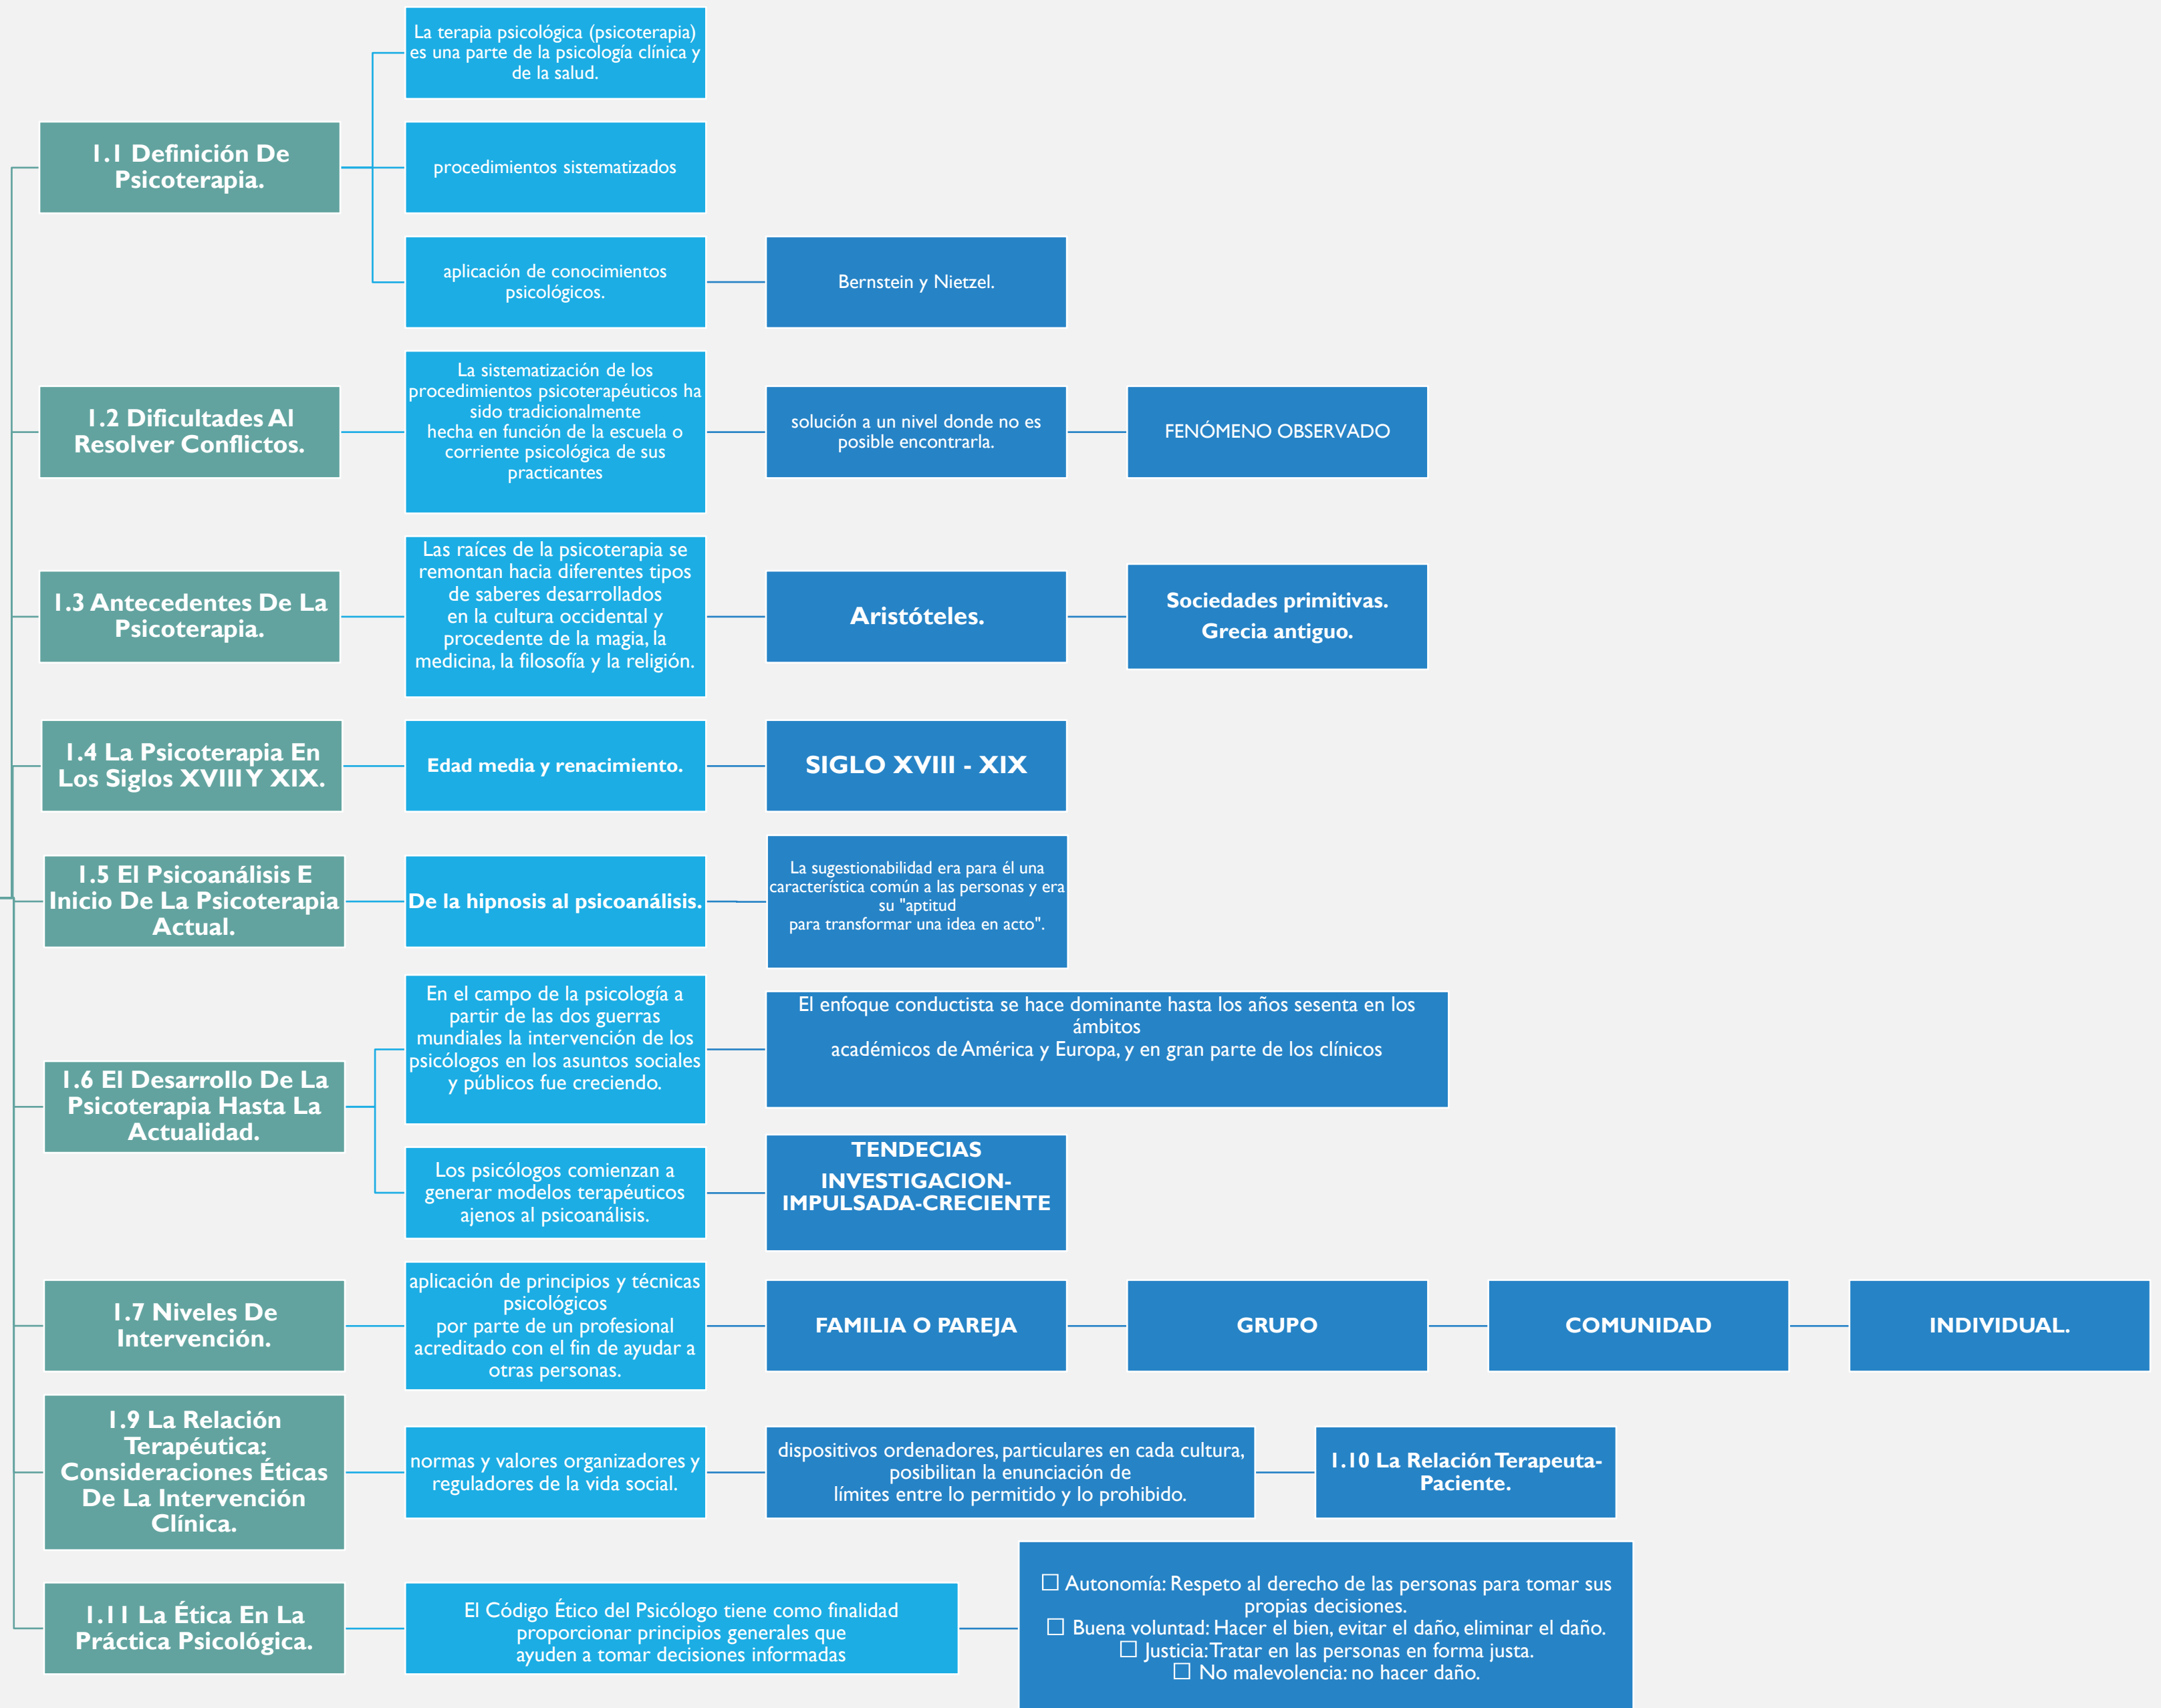 La terapia psicológica (psicoterapia)
es una parte de la psicología clínica y
de la salud.
1.1 Definición De
Psicoterapia.
procedimientos sistematizados
aplicación de conocimientos
psicológicos.
Bernstein y Nietzel.
1.2 Dificultades Al
Resolver Conflictos.
La sistematización de los
procedimientos psicoterapéuticos ha
sido tradicionalmente
hecha en función de la escuela o
corriente psicológica de sus
practicantes
solución a un nivel donde no es
posible encontrarla.
FENÓMENO OBSERVADO
1.3 Antecedentes De La
Psicoterapia.
Las raíces de la psicoterapia se
remontan hacia diferentes tipos
de saberes desarrollados
en la cultura occidental y
procedente de la magia, la
medicina, la filosofía y la religión.
Aristóteles.
Sociedades primitivas.
Grecia antiguo.
1.4 La Psicoterapia En
Los Siglos XVIII Y XIX.
Edad media y renacimiento.
SIGLO XVIII - XIX
1.5 El Psicoanálisis E
Inicio De La Psicoterapia
Actual.
De la hipnosis al psicoanálisis.
La sugestionabilidad era para él una
característica común a las personas y era
su "aptitud
para transformar una idea en acto".
1.6 El Desarrollo De La
Psicoterapia Hasta La
Actualidad.
En el campo de la psicología a
partir de las dos guerras
mundiales la intervención de los
psicólogos en los asuntos sociales
y públicos fue creciendo.
El enfoque conductista se hace dominante hasta los años sesenta en los
ámbitos
académicos de América y Europa, y en gran parte de los clínicos
Los psicólogos comienzan a
generar modelos terapéuticos
ajenos al psicoanálisis.
TENDECIAS
INVESTIGACION-
IMPULSADA-CRECIENTE
1.7 Niveles De
Intervención.
aplicación de principios y técnicas
psicológicos
por parte de un profesional
acreditado con el fin de ayudar a
otras personas.
FAMILIA O PAREJA
GRUPO
COMUNIDAD
INDIVIDUAL.
1.9 La Relación
Terapéutica:
Consideraciones Éticas
De La Intervención
Clínica.
normas y valores organizadores y
reguladores de la vida social.
dispositivos ordenadores, particulares en cada cultura,
posibilitan la enunciación de
límites entre lo permitido y lo prohibido.
1.10 La Relación Terapeuta-
Paciente.
1.11 La Ética En La
Práctica Psicológica.
El Código Ético del Psicólogo tiene como finalidad
proporcionar principios generales que
ayuden a tomar decisiones informadas
☐ Autonomía: Respeto al derecho de las personas para tomar sus
propias decisiones.
☐ Buena voluntad: Hacer el bien, evitar el daño, eliminar el daño.
☐ Justicia: Tratar en las personas en forma justa.
☐ No malevolencia: no hacer daño.